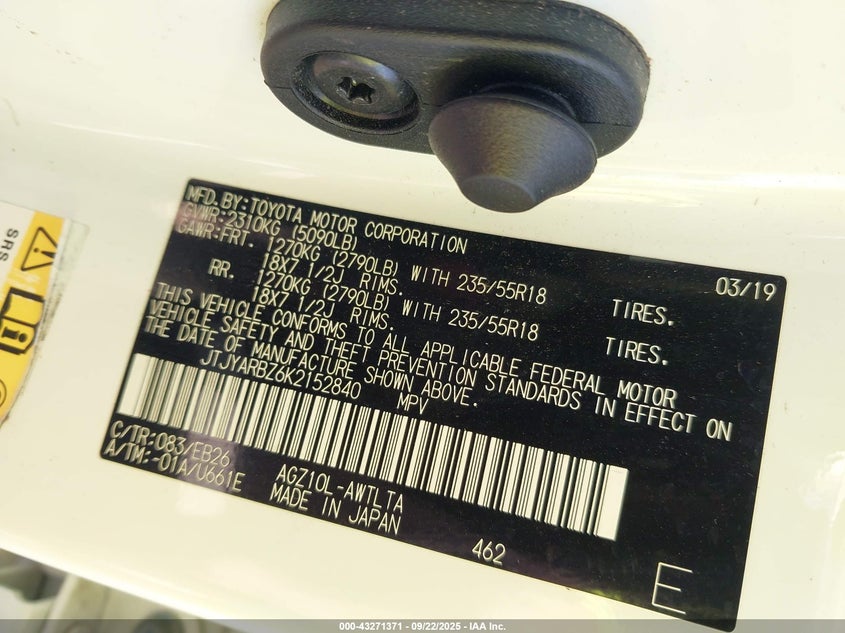 MFD. BY: TOYOTA MOTOR CORPORATION 03/19
GVWR: 2310KG (5090LB)
GAWR: FRT. 1270KG (2790LB) WITH 235/55R18 TIRES.
18X7 1/2J RIMS.
RR. 1270KG (2790LB) WITH 235/55R18 TIRES.
18X7 1/2J RIMS.
THIS VEHICLE CONFORMS TO ALL APPLICABLE FEDERAL MOTOR
VEHICLE SAFETY AND THEFT PREVENTION STANDARDS IN EFFECT ON
THE DATE OF MANUFACTURE SHOWN ABOVE.
JTJYARBZ6K2152840 MPV
C/TR: 083/EB26
A/TM: -01A/U661E
AGZ10L-AWTLTA
MADE IN JAPAN
462
E
SRS
000-43271371 - 09/22/2025 - IAA Inc.